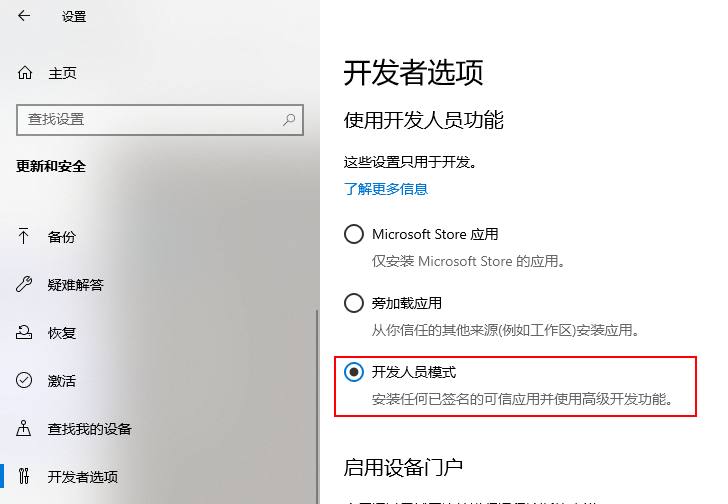 设置
主页
查找设置
更新和安全
备份
疑难解答
恢复
激活
查找我的设备
开发者选项
开发者选项
使用开发人员功能
这些设置只用于开发。
了解更多信息
Microsoft Store 应用
仅安装 Microsoft Store 的应用。
旁加载应用
从你信任的其他来源(例如工作区)安装应用。
开发人员模式
安装任何已签名的可信应用并使用高级开发功能。
启用设备门户